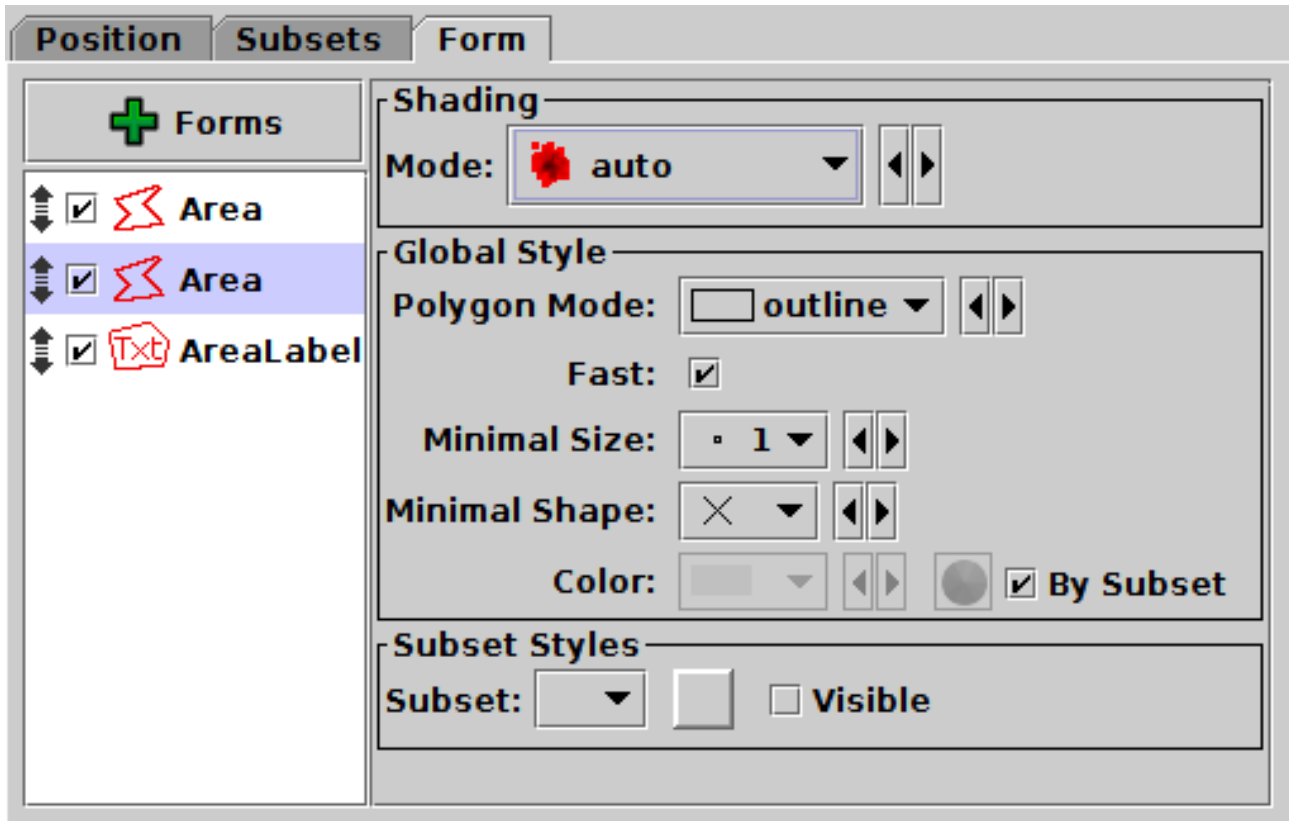 Position Subsets Form
Forms
Area
Area
Txt AreaLabel
Shading
Mode: auto
Global Style
Polygon Mode: outline
Fast:
Minimal Size: 1
Minimal Shape:
Color: By Subset
Subset Styles
Subset: Visible